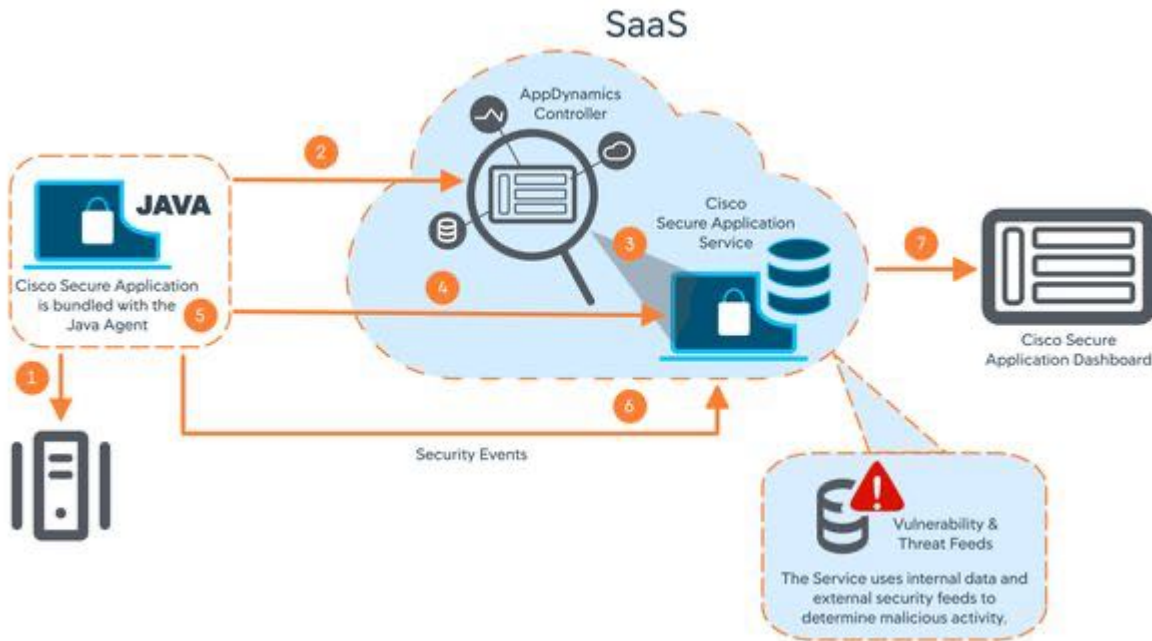 SaaS
AppDynamics
Controller
2
JAVA
Cisco
Secure Application
Service
3
7
Cisco Secure Application
is bundled with the
Java Agent
4
5
Cisco Secure
Application Dashboard
1
6
Security Events
Vulnerability &
Threat Feeds
The Service uses internal data and
external security feeds to
determine malicious activity.